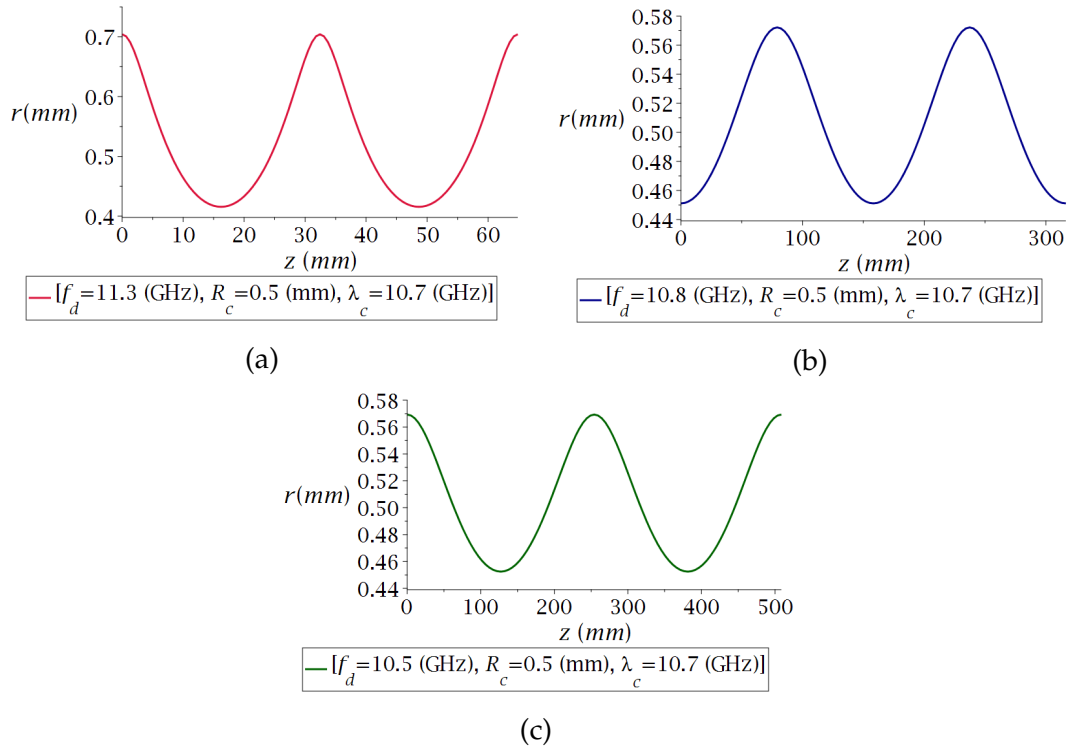 0.7
0.6
r(mm)
0.5
0.4
0 10 20 30 40 50 60
z (mm)
[f_d=11.3 (GHz), R_c=0.5 (mm), λ_c=10.7 (GHz)]
(a)
0.58
0.56
0.54
0.52
r(mm)
0.50
0.48
0.46
0.44
0 100 200 300
z (mm)
[f_d=10.8 (GHz), R_c=0.5 (mm), λ_c=10.7 (GHz)]
(b)
0.58
0.56
0.54
0.52
r(mm)
0.50
0.48
0.46
0.44
0 100 200 300 400 500
z (mm)
[f_d=10.5 (GHz), R_c=0.5 (mm), λ_c=10.7 (GHz)]
(c)